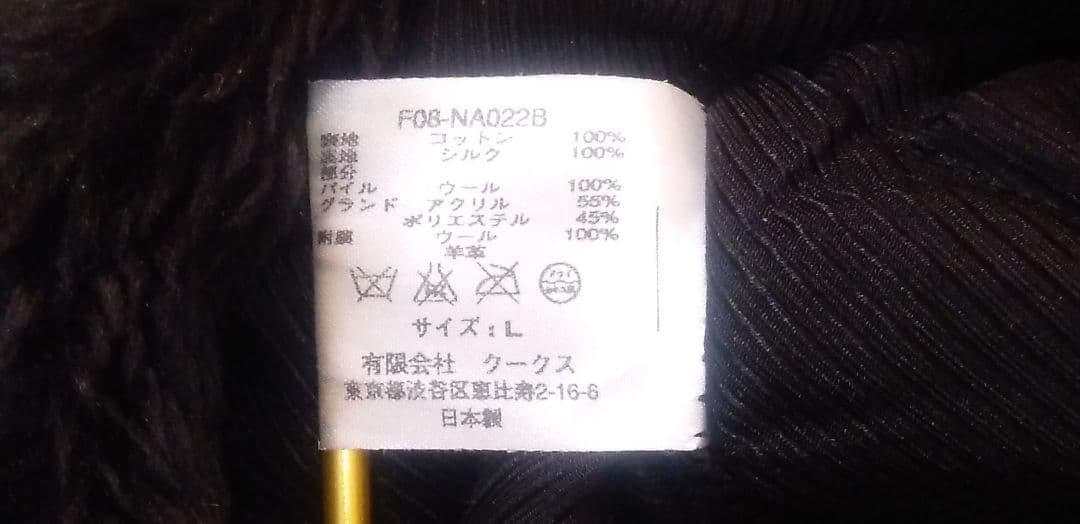 F08-NA022B
裏地 コットン 100%
表地 シルク 100%
部分
パイル ウール 100%
グランド アクリル 55%
ポリエステル 45%
附属 ウール 100%
羊革
サイズ：L
有限会社 クークス
東京都渋谷区恵比寿2-16-6
日本製